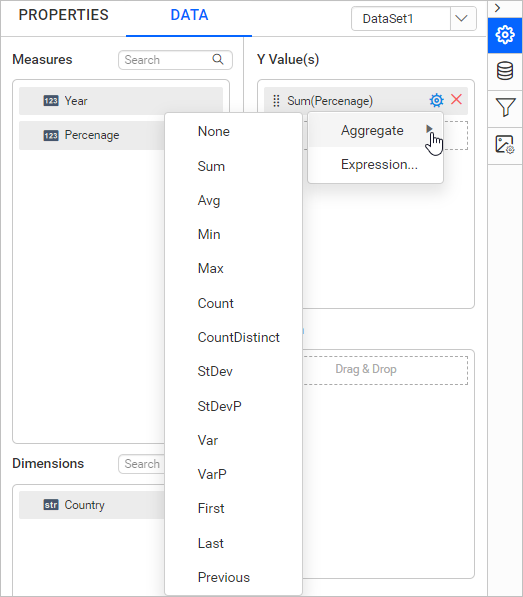 PROPERTIES
DATA
DataSet1
Measures
Search
Y Value(s)
123 Year
123 Percenage
Sum(Percenage)
Aggregate
Expression...
None
Sum
Avg
Min
Max
Count
CountDistinct
StDev
StDevP
Var
VarP
First
Last
Previous
Drag & Drop
Dimensions
Search
str Country